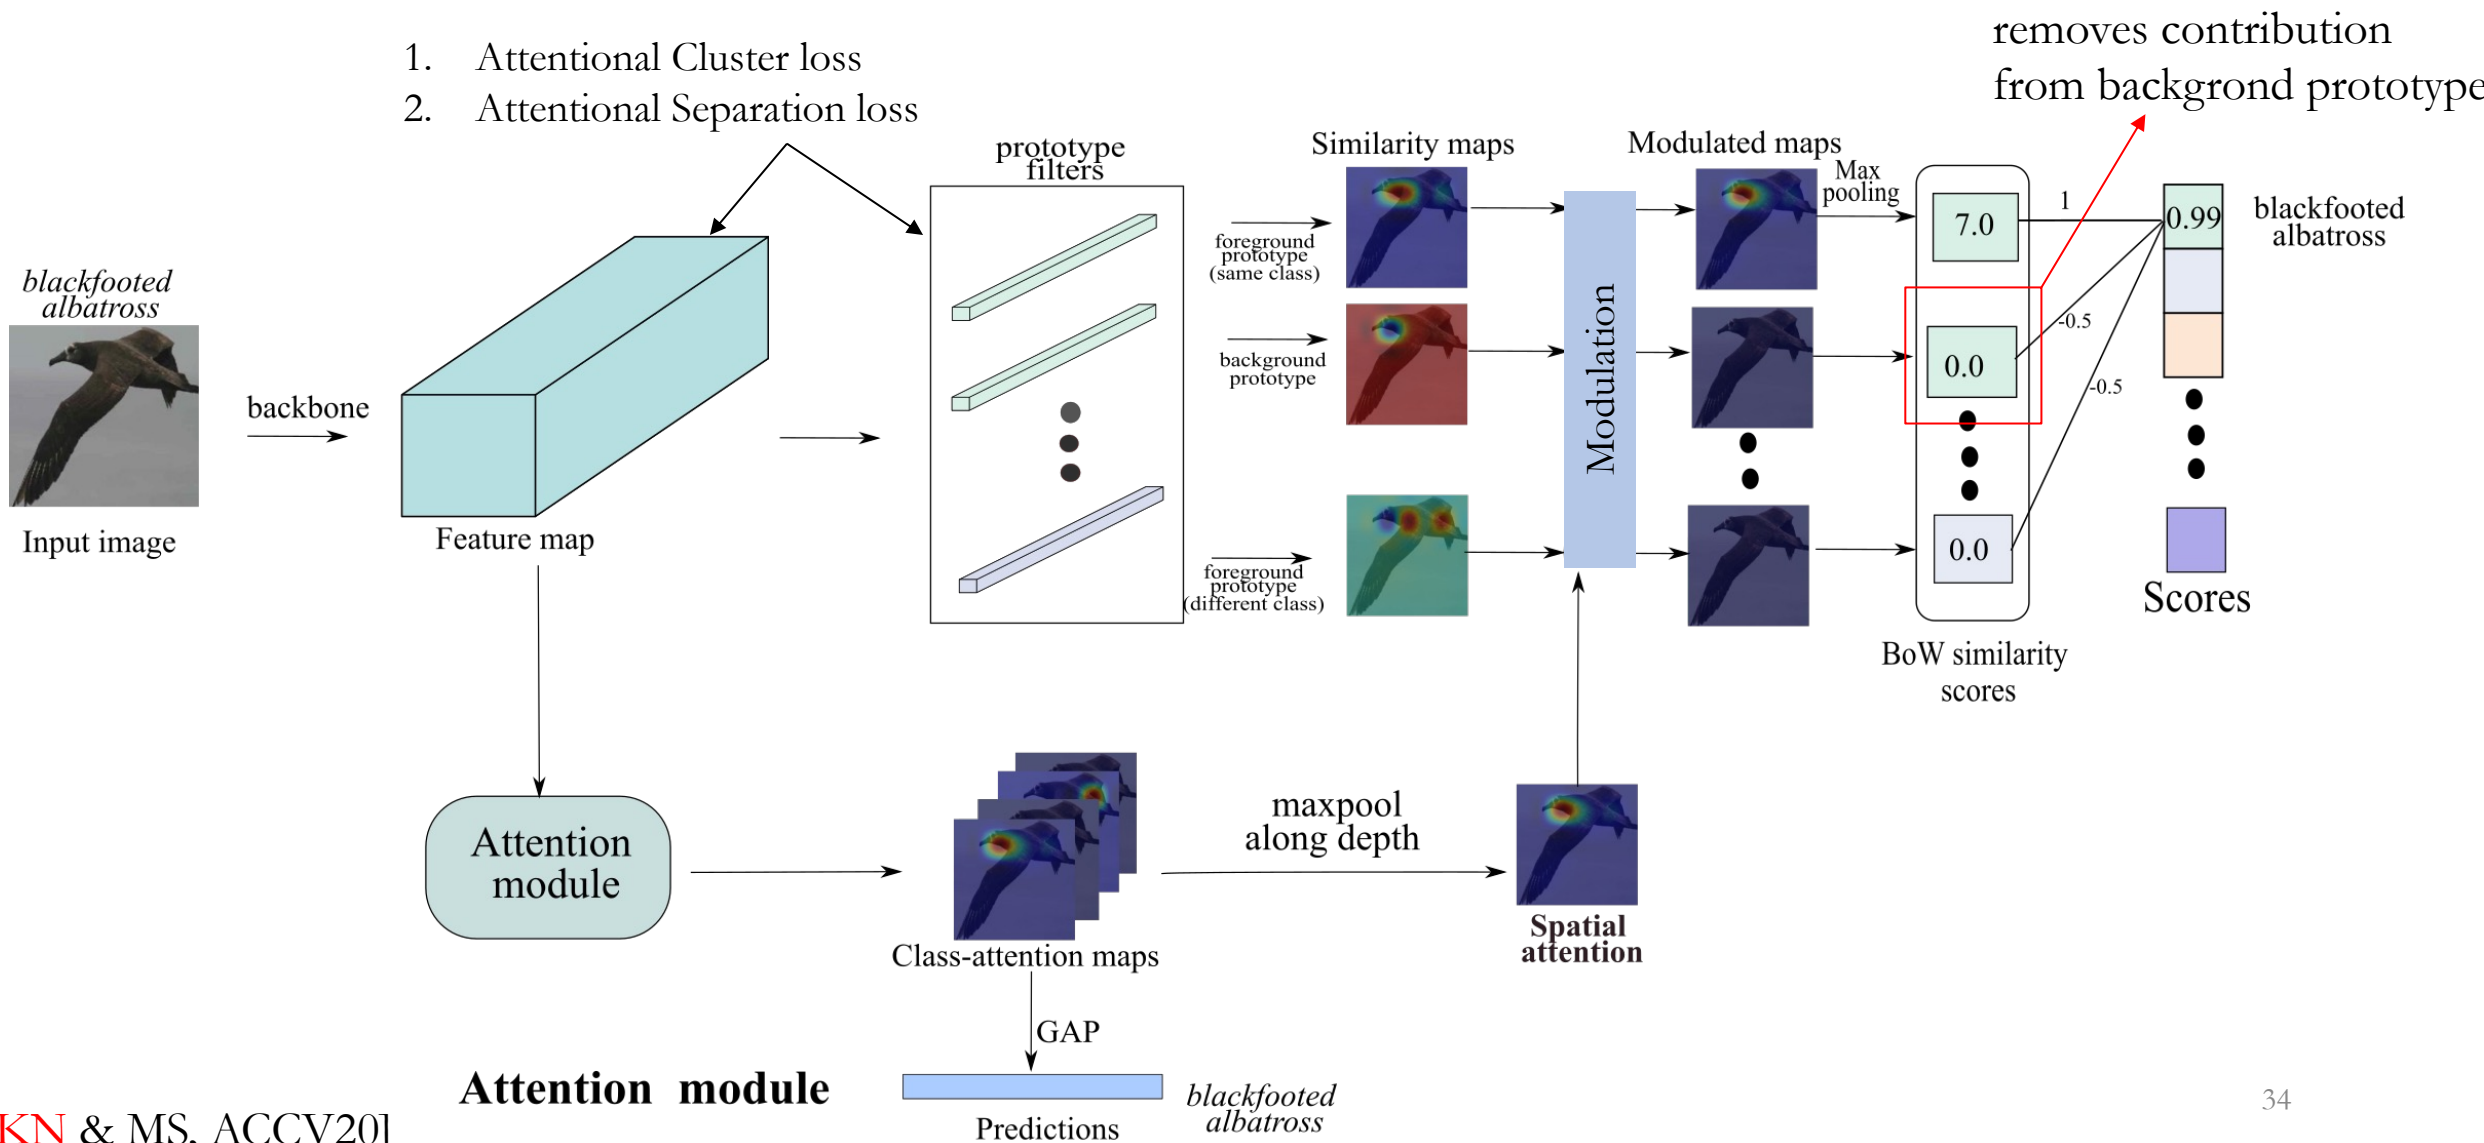 removes contribution
from backgrond prototype
1. Attentional Cluster loss
2. Attentional Separation loss
prototype
filters
Similarity maps
Modulated maps
Max
pooling
foreground
prototype
(same class)
background
prototype
foreground
prototype
(different class)
Modulation
7.0
0.0
0.0
1
-0.5
-0.5
0.99
blackfooted
albatross
Scores
BoW similarity
scores
blackfooted
albatross
Input image
backbone
Feature map
Attention
module
Class-attention maps
maxpool
along depth
Spatial
attention
GAP
Attention module
Predictions
blackfooted
albatross
KN & MS, ACCV20]
34